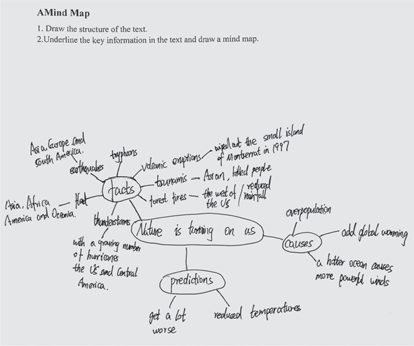 A Mind Map
1. Draw the structure of the text.
2.Underline the key information in the text and draw a mind map.
Asia, Europe and
South America.
earthquakes
typhoons
volcanic eruptions
wiped out the small island
of Montserrat in 1997
facts
tsunamis — Asian, killed people
forest fires — the west of the US / reduced rainfall
Asia, Africa
America and Oceania.
thunderstorms
with a growing number
of hurricanes
the US and Central
America.
Nature is turning on us
causes
overpopulation
add global warming
a hotter ocean causes
more powerful winds
predictions
get a lot
worse
reduced temperatures